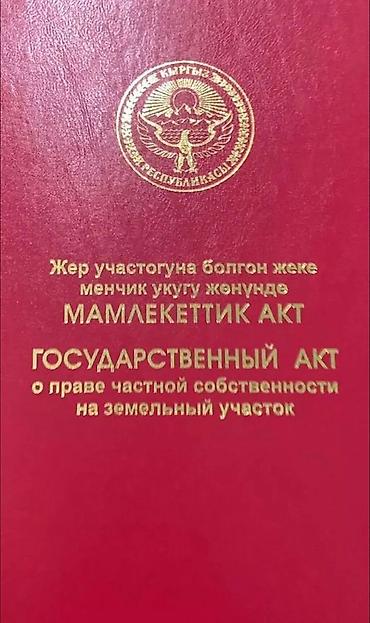 КЫРГЫЗ
РЕСПУБЛИКАСЫ
Жер участогуна болгон жеке
менчик укугу жөнүндө
МАМЛЕКЕТТИК АКТ
ГОСУДАРСТВЕННЫЙ АКТ
о праве частной собственности
на земельный участок